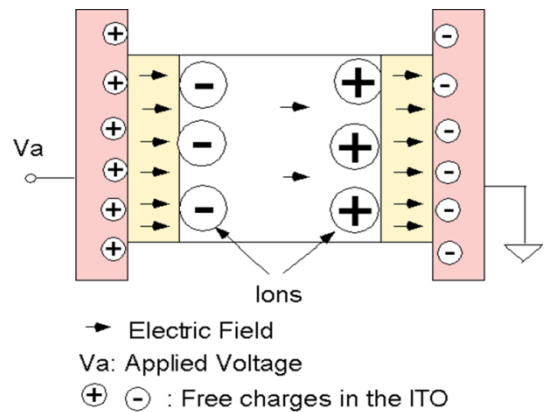 Va
Ions
Electric Field
Va: Applied Voltage
+ - : Free charges in the ITO